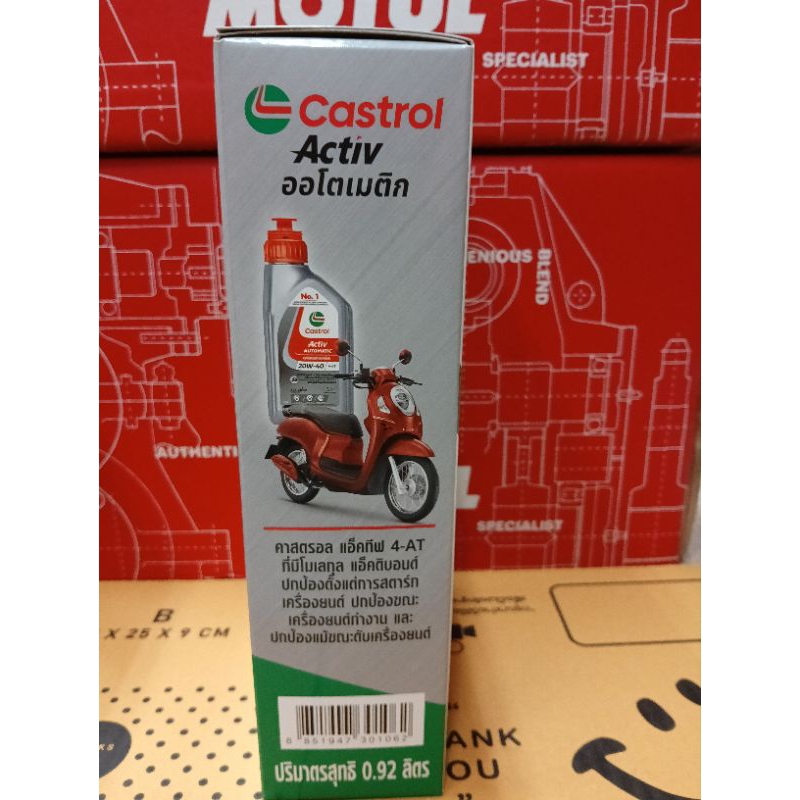 MOTUL
SPECIALIST
Castrol
Activ
ออโตเมติก
No.1
Castrol
Activ
AUTOMATIC
20W-40
คาสตรอล แอ็คทีฟ 4-AT
ที่มีโมเลกุล แอ็คติบอนด์
ปกป้องตั้งแต่การสตาร์ท
เครื่องยนต์ ปกป้องขณะ
เครื่องยนต์ทำงาน และ
ปกป้องแม้ขณะดับเครื่องยนต์
8 851947 301062
ปริมาตรสุทธิ 0.92 ลิตร
ENIOUS
BLEND
AUTHENTI
SPECIALIST
B
X 25 X 9 CM
ANK
OU